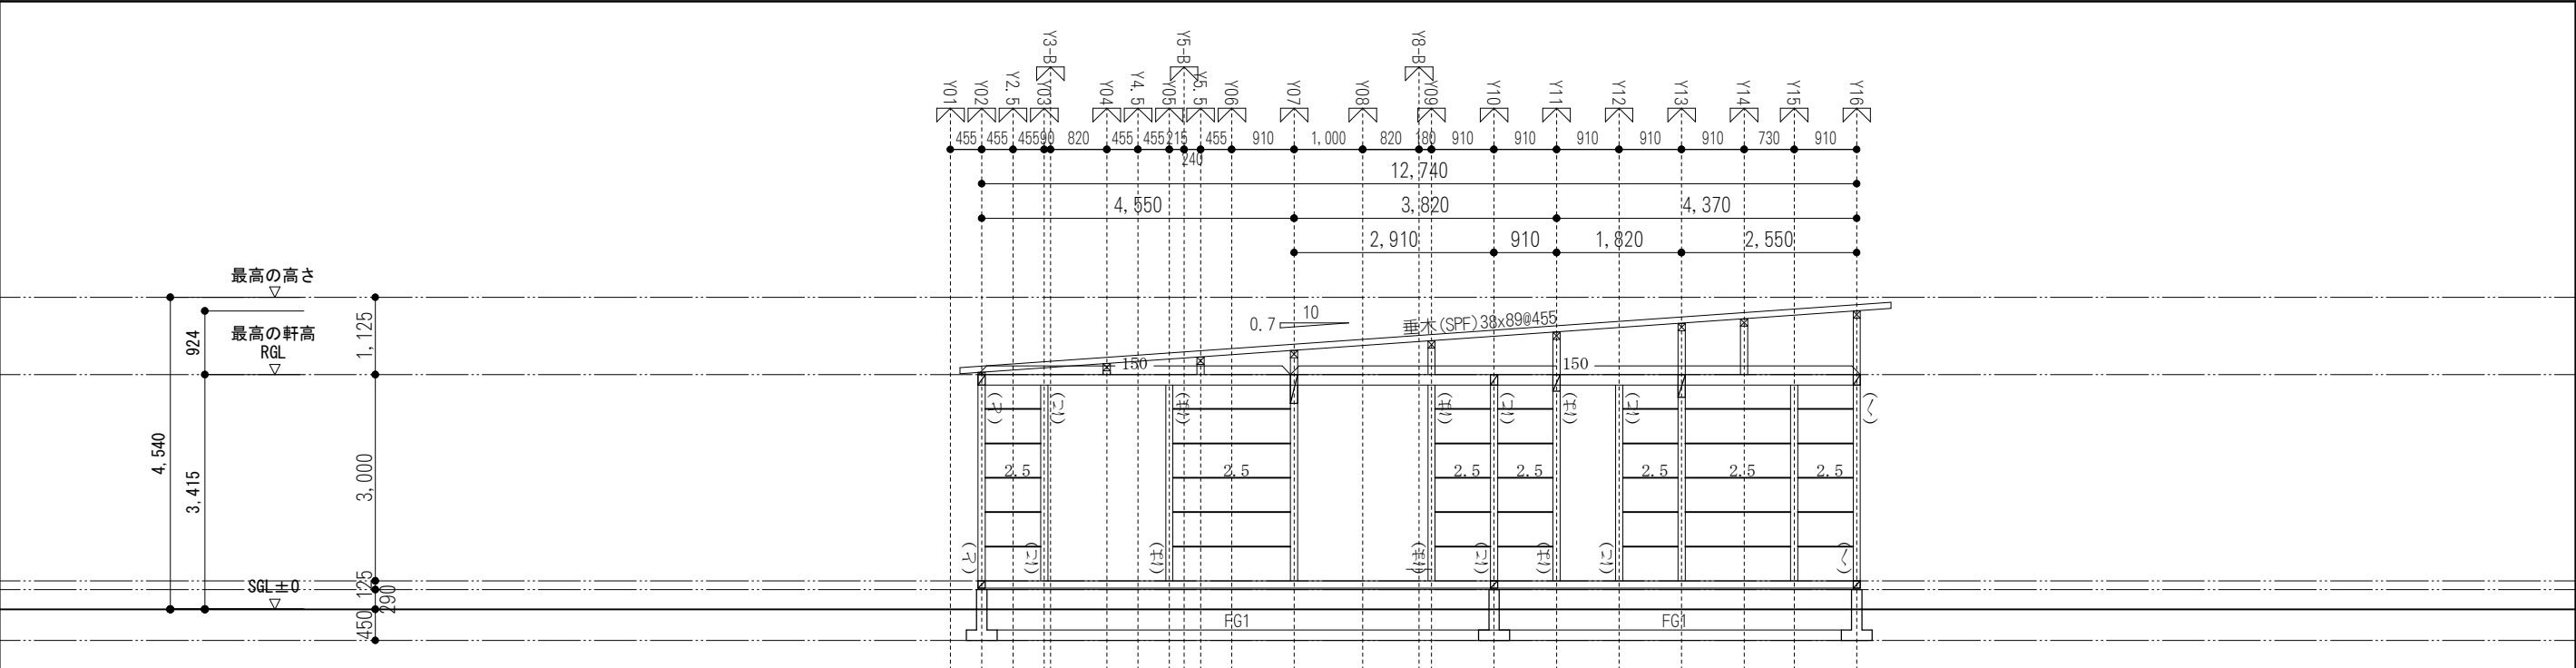 Y3-B
Y5-B
Y8-B
Y01
Y02
Y2.5
Y03
Y04
Y4.5
Y05
Y5.5
Y06
Y07
Y08
Y09
Y10
Y11
Y12
Y13
Y14
Y15
Y16
455 455 455 90 820 455 455 215 455 910 1,000 820 180 910 910 910 910 910 730 910
240
12,740
4,550 3,820 4,370
2,910 910 1,820 2,550
最高の高さ
最高の軒高
RGL
SGL±0
4,540
924
3,415
1,125
3,000
125
290
450
0.7
10
垂木(SPF)38x89@455
150
150
2.5
2.5
2.5
2.5
2.5
2.5
2.5
FG1
FG1